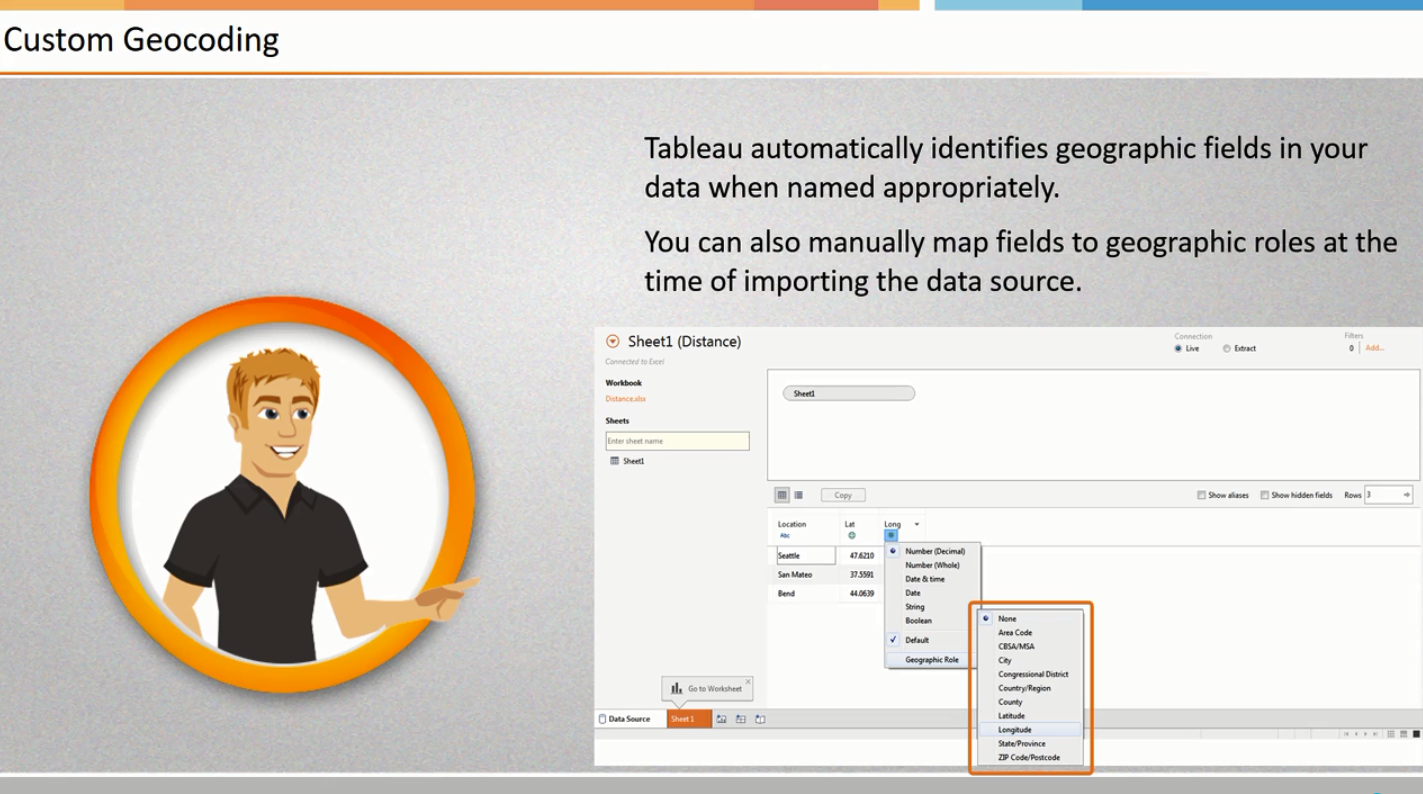 Custom Geocoding
Tableau automatically identifies geographic fields in your
data when named appropriately.
You can also manually map fields to geographic roles at the
time of importing the data source.
Sheet1 (Distance)
Connected to Excel
Connection
Live
Extract
Filters
0
Add...
Workbook
Distance.xlsx
Sheets
Enter sheet name
Sheet1
Sheet1
Copy
Show aliases
Show hidden fields
Rows 3
Location
Lat
Long
Abc
Seattle 47.6210
San Mateo 37.5591
Bend 44.0639
Number (Decimal)
Number (Whole)
Date & time
Date
String
Boolean
Default
Geographic Role
None
Area Code
CBSA/MSA
City
Congressional District
Country/Region
County
Latitude
Longitude
State/Province
ZIP Code/Postcode
Go to Worksheet
Data Source
Sheet 1